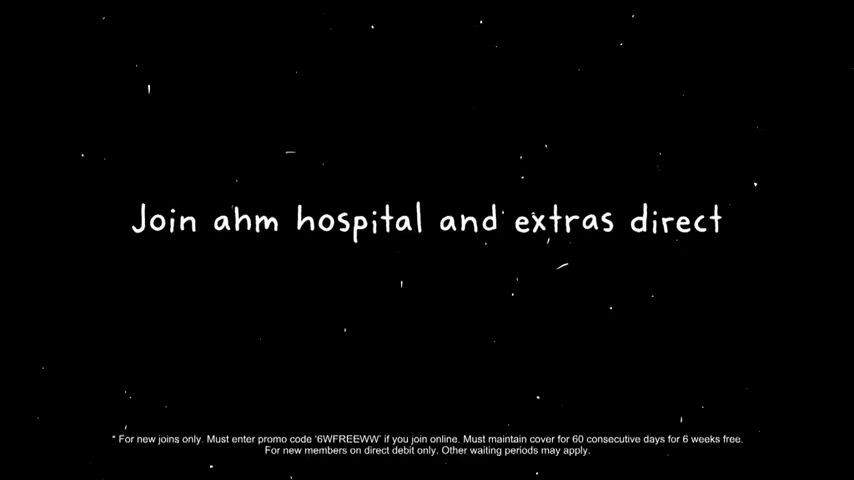 Join ahm hospital and extras direct
* For new joins only. Must enter promo code '6WFREEWW' if you join online. Must maintain cover for 60 consecutive days for 6 weeks free.
For new members on direct debit only. Other waiting periods may apply.